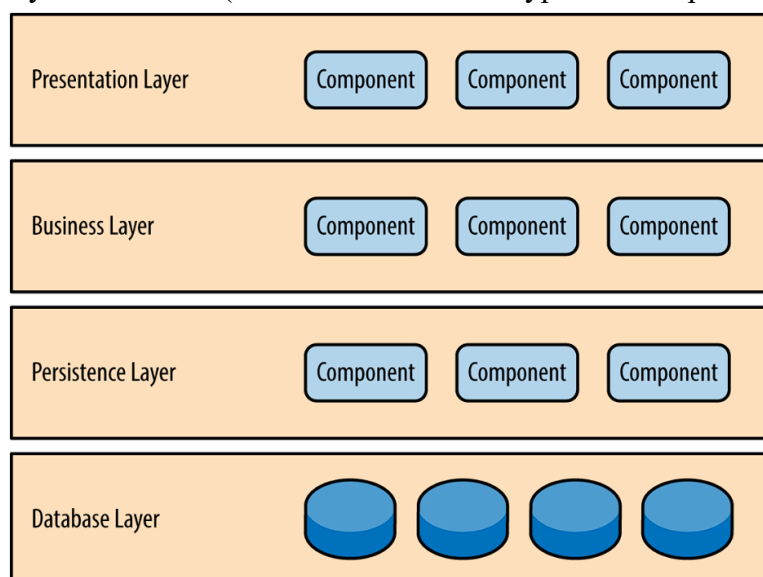 Presentation Layer Component Component Component
Business Layer Component Component Component
Persistence Layer Component Component Component
Database Layer